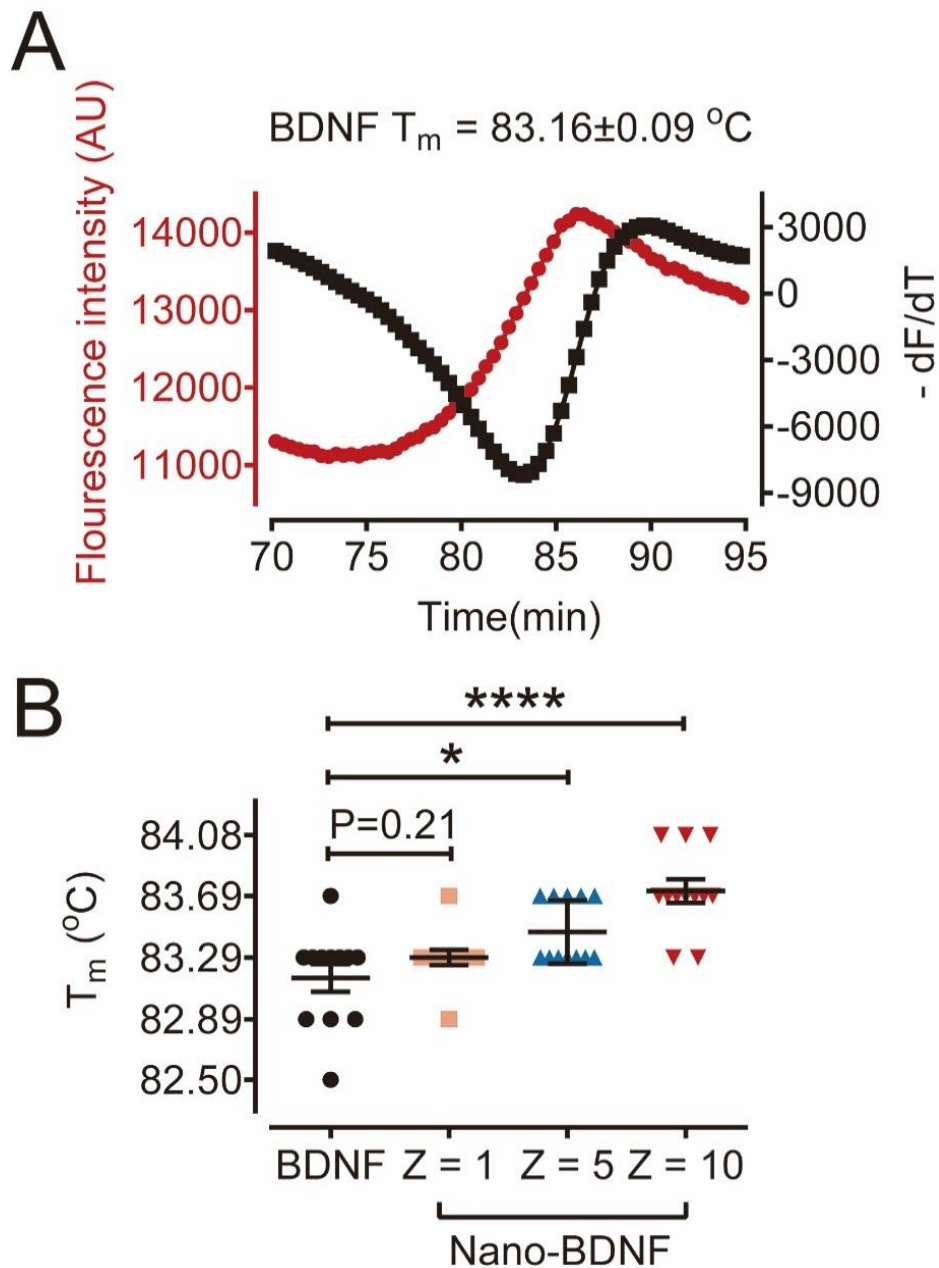 A
BDNF Tm = 83.16±0.09 °C
Flourescence intensity (AU)
14000
13000
12000
11000
3000
0
-3000
-6000
-9000
- dF/dT
70 75 80 85 90 95
Time(min)
B
****
*
P=0.21
Tm (°C)
84.08
83.69
83.29
82.89
82.50
BDNF Z = 1 Z = 5 Z = 10
Nano-BDNF